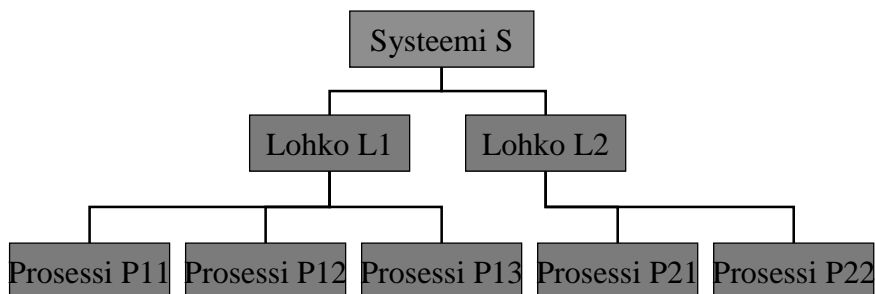 Systeemi S
Lohko L1 Lohko L2
Prosessi P11 Prosessi P12 Prosessi P13 Prosessi P21 Prosessi P22